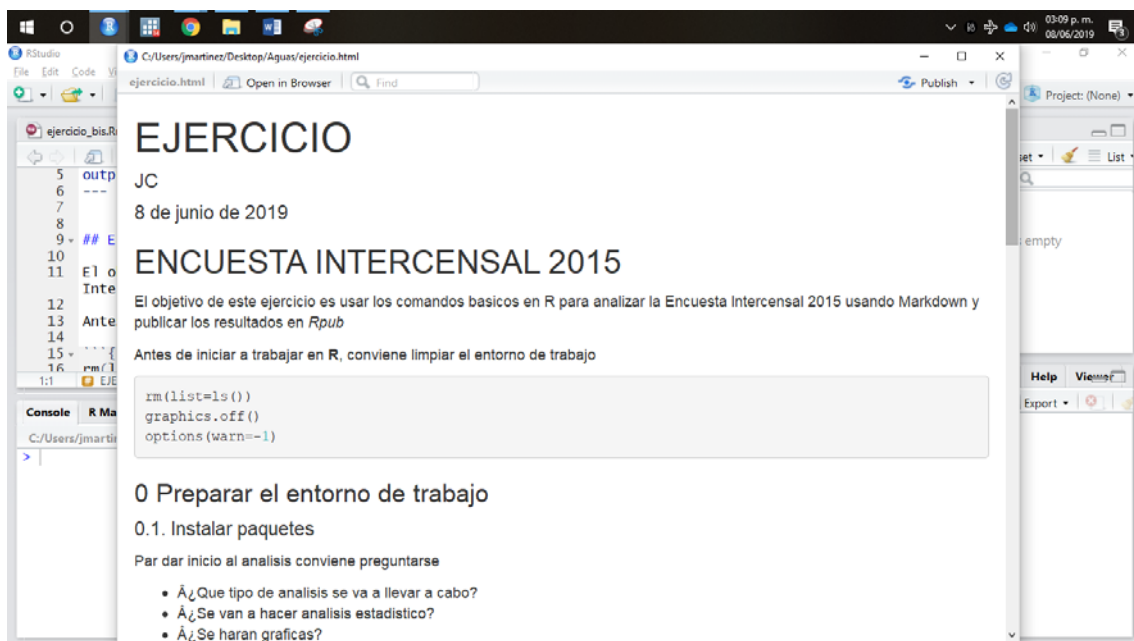 03:09 p. m.
08/06/2019
RStudio
File Edit Code
C:/Users/jmartinez/Desktop/Aguas/ejercicio.html
ejercicio.html Open in Browser Find Publish
Project: (None)
ejercicio_bis.R
List
5 outp
6 ---
7
8
9 ## E
10
11 El o
Inte
12
13 Ante
14
15 ```{
16 rm(l
1:1 EJE
Console R Ma
C:/Users/jmartin
>
EJERCICIO
JC
8 de junio de 2019
ENCUESTA INTERCENSAL 2015
El objetivo de este ejercicio es usar los comandos basicos en R para analizar la Encuesta Intercensal 2015 usando Markdown y
publicar los resultados en Rpub
Antes de iniciar a trabajar en R, conviene limpiar el entorno de trabajo
rm(list=ls())
graphics.off()
options(warn=-1)
0 Preparar el entorno de trabajo
0.1. Instalar paquetes
Par dar inicio al analisis conviene preguntarse
• Â¿Que tipo de analisis se va a llevar a cabo?
• Â¿Se van a hacer analisis estadistico?
• Â¿Se haran graficas?
empty
Help Viewer
Export